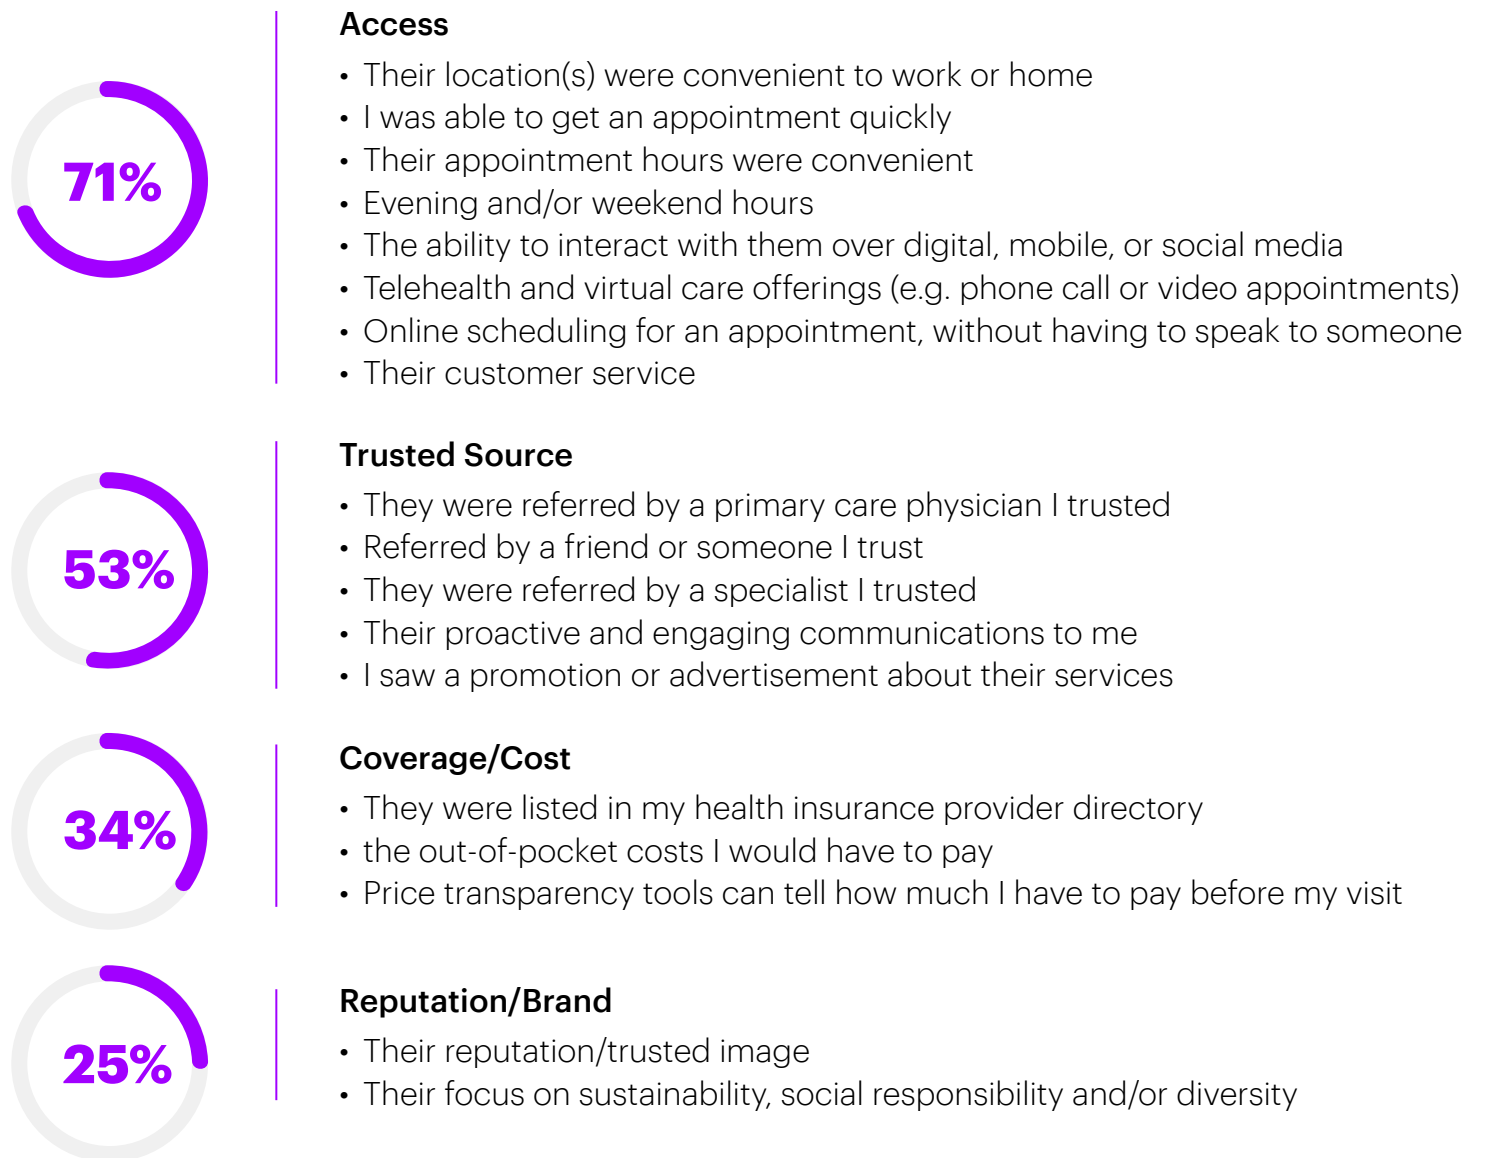 71%
Access
• Their location(s) were convenient to work or home
• I was able to get an appointment quickly
• Their appointment hours were convenient
• Evening and/or weekend hours
• The ability to interact with them over digital, mobile, or social media
• Telehealth and virtual care offerings (e.g. phone call or video appointments)
• Online scheduling for an appointment, without having to speak to someone
• Their customer service
53%
Trusted Source
• They were referred by a primary care physician I trusted
• Referred by a friend or someone I trust
• They were referred by a specialist I trusted
• Their proactive and engaging communications to me
• I saw a promotion or advertisement about their services
34%
Coverage/Cost
• They were listed in my health insurance provider directory
• the out-of-pocket costs I would have to pay
• Price transparency tools can tell how much I have to pay before my visit
25%
Reputation/Brand
• Their reputation/trusted image
• Their focus on sustainability, social responsibility and/or diversity